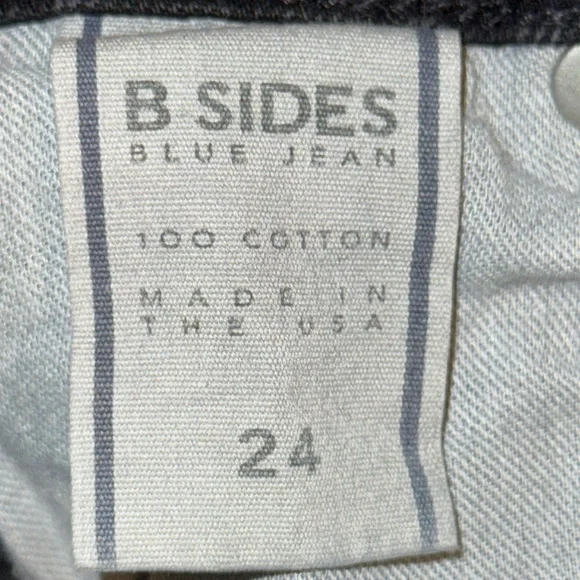 B SIDES
BLUE JEAN
100 COTTON
MADE IN
THE USA
24